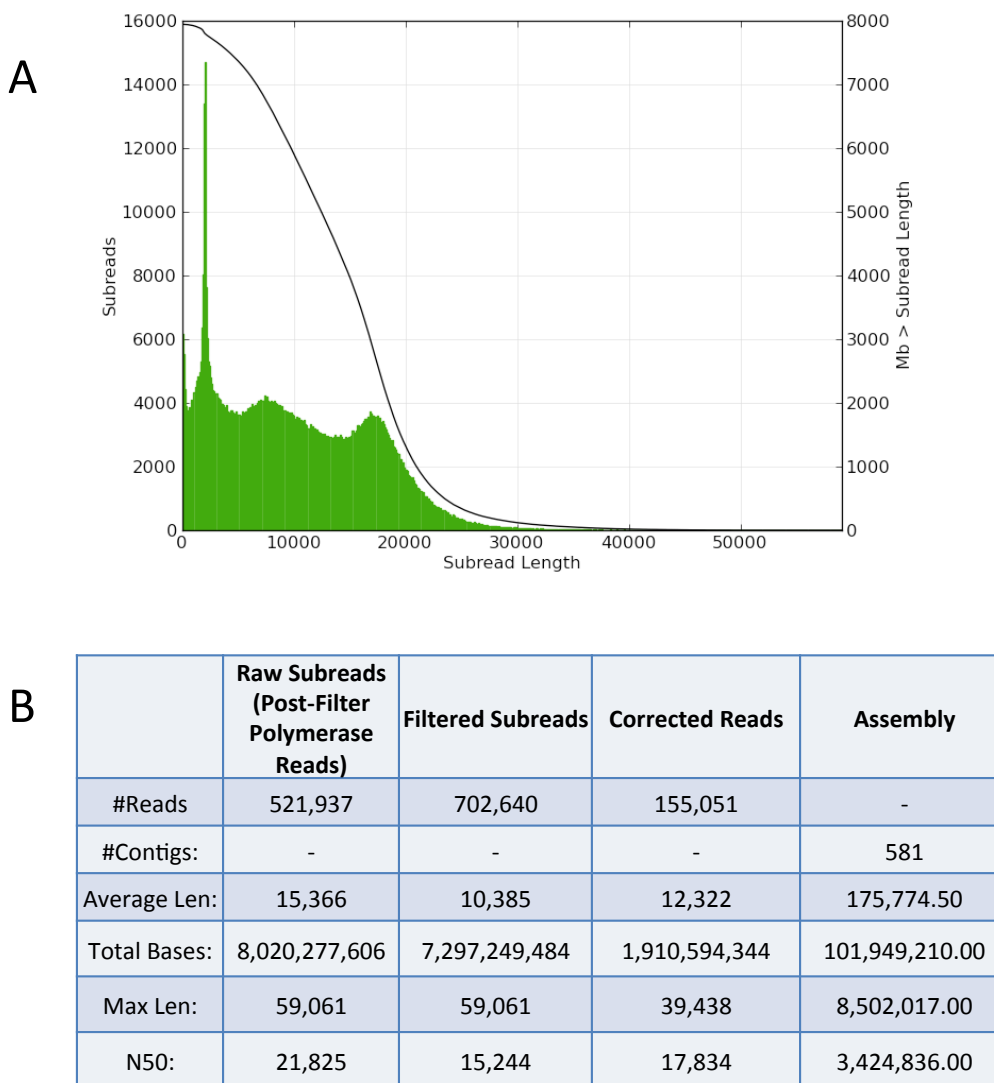 A
16000
14000
12000
10000
8000
6000
4000
2000
0
Subreads
8000
7000
6000
5000
4000
3000
2000
1000
0
Mb > Subread Length
0 10000 20000 30000 40000 50000
Subread Length
B
Raw Subreads
(Post-Filter
Polymerase
Reads)
Filtered Subreads
Corrected Reads
Assembly
#Reads 521,937 702,640 155,051 -
#Contigs: - - - 581
Average Len: 15,366 10,385 12,322 175,774.50
Total Bases: 8,020,277,606 7,297,249,484 1,910,594,344 101,949,210.00
Max Len: 59,061 59,061 39,438 8,502,017.00
N50: 21,825 15,244 17,834 3,424,836.00